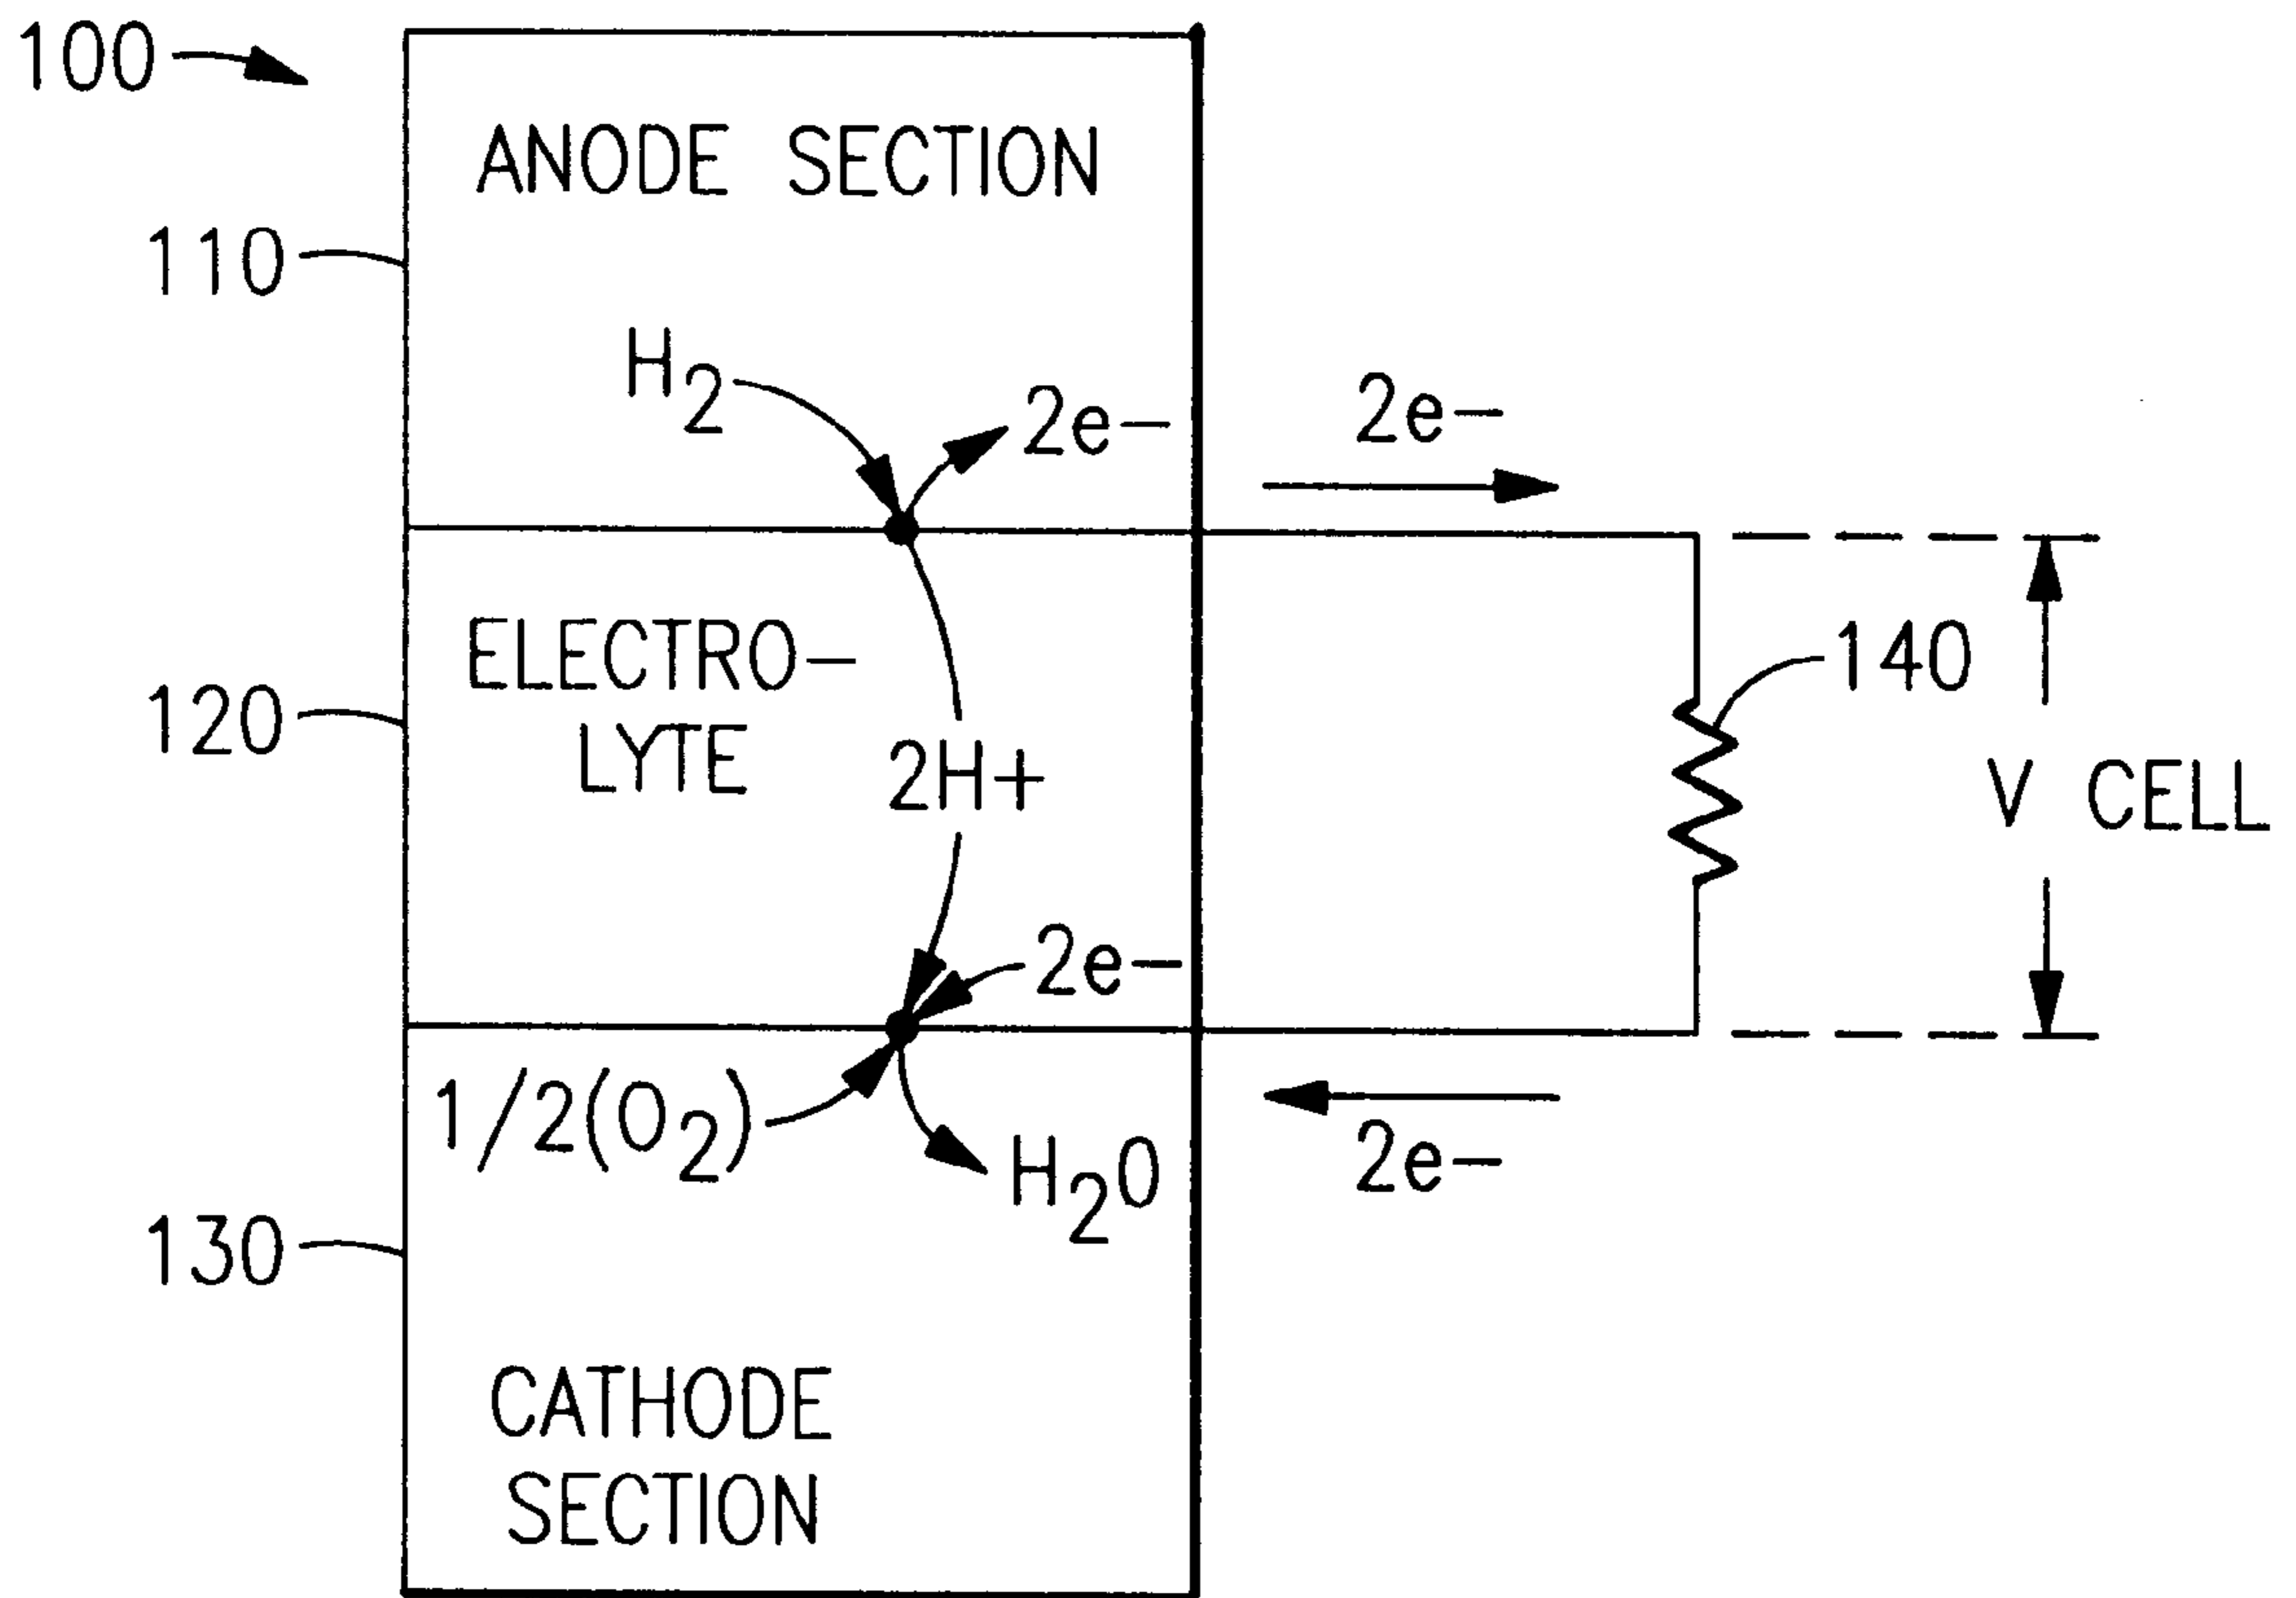 100
ANODE SECTION
110
H2
2e-
2e-
ELECTRO-
LYTE
120
2H+
140
V CELL
2e-
1/2(O2)
H2O
2e-
130
CATHODE
SECTION